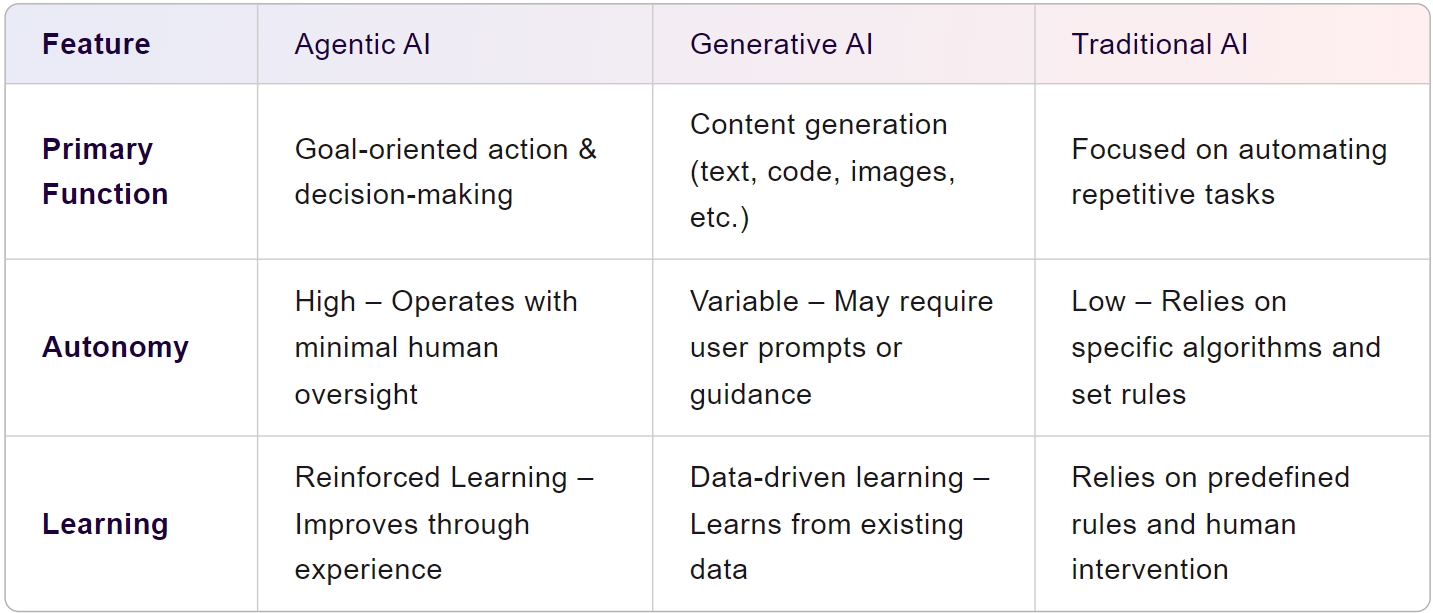 Feature
Agentic AI
Generative AI
Traditional AI
Primary
Function
Goal-oriented action &
decision-making
Content generation
(text, code, images,
etc.)
Focused on automating
repetitive tasks
Autonomy
High – Operates with
minimal human
oversight
Variable – May require
user prompts or
guidance
Low – Relies on
specific algorithms and
set rules
Learning
Reinforced Learning –
Improves through
experience
Data-driven learning –
Learns from existing
data
Relies on predefined
rules and human
intervention